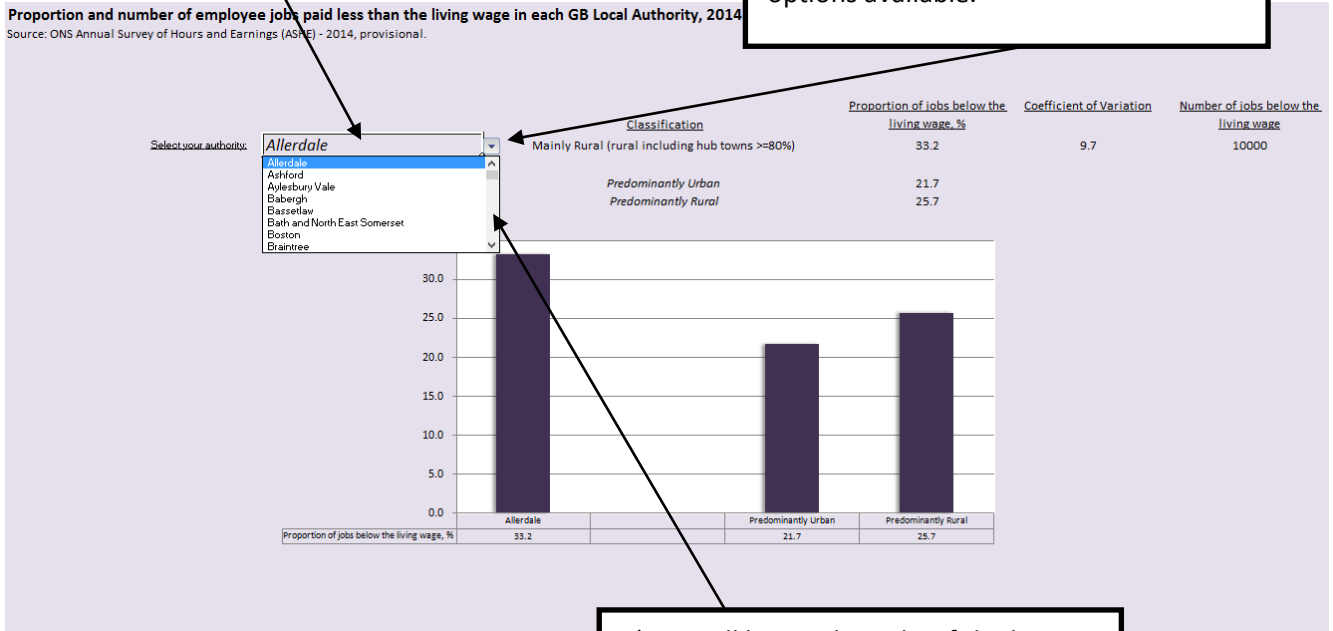 options available.
Proportion and number of employee jobs paid less than the living wage in each GB Local Authority, 2014
Source: ONS Annual Survey of Hours and Earnings (ASHE) - 2014, provisional.
Proportion of jobs below the living wage, %
Coefficient of Variation
Number of jobs below the living wage
Classification
Select your authority:
Allerdale
Mainly Rural (rural including hub towns >=80%)
33.2
9.7
10000
Allerdale
Ashford
Aylesbury Vale
Babergh
Bassetlaw
Bath and North East Somerset
Boston
Braintree
Predominantly Urban
21.7
Predominantly Rural
25.7
30.0
25.0
20.0
15.0
10.0
5.0
0.0
Allerdale
Predominantly Urban
Predominantly Rural
Proportion of jobs below the living wage, %
33.2
21.7
25.7